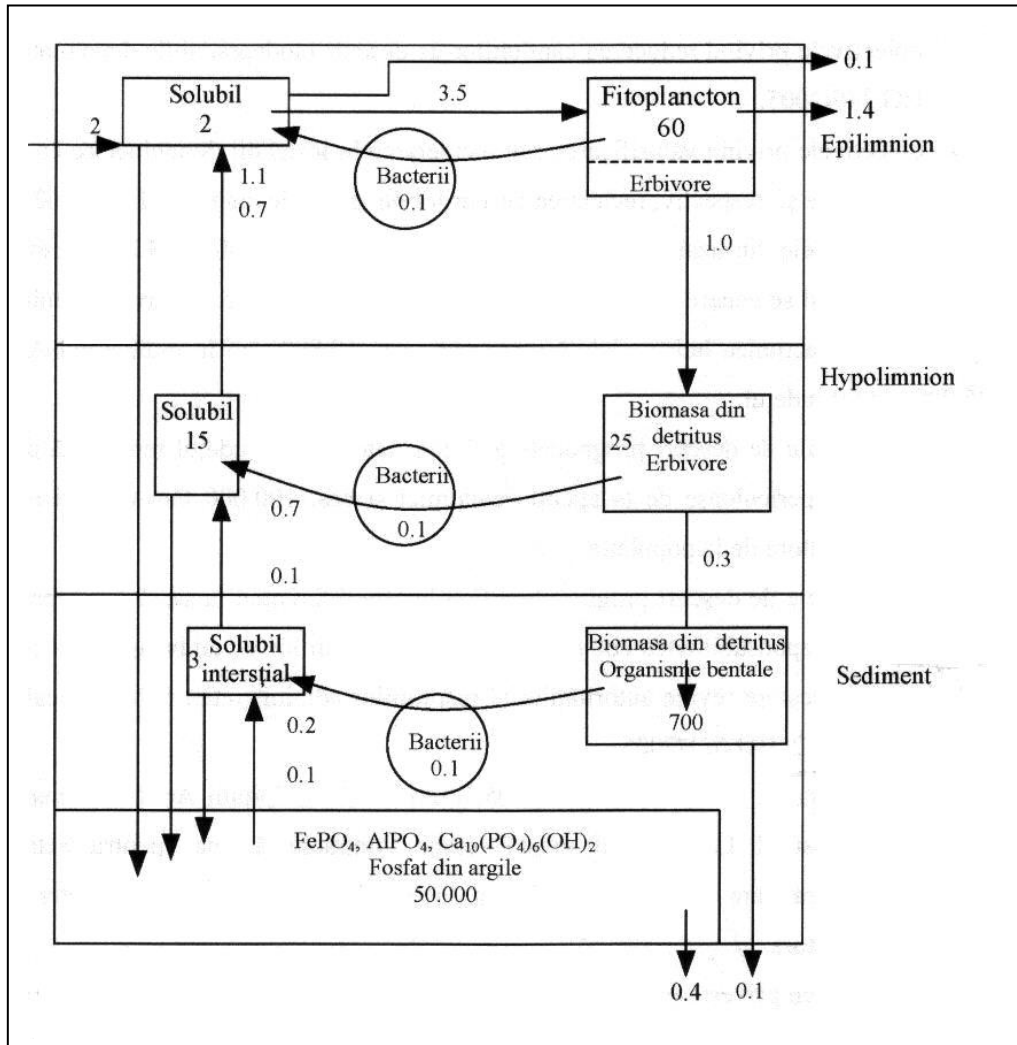 0.1
Solubil
2
3.5
Fitoplancton
60
1.4
2
Epilimnion
Bacterii
0.1
Erbivore
1.1
0.7
1.0
Hypolimnion
Solubil
15
Biomasa din
detritus
25
Erbivore
Bacterii
0.1
0.7
0.3
0.1
Solubil
3
interstțial
Biomasa din detritus
Organisme bentale
700
Sediment
0.2
Bacterii
0.1
0.1
FePO₄, AlPO₄, Ca₁₀(PO₄)₆(OH)₂
Fosfat din argile
50.000
0.4
0.1